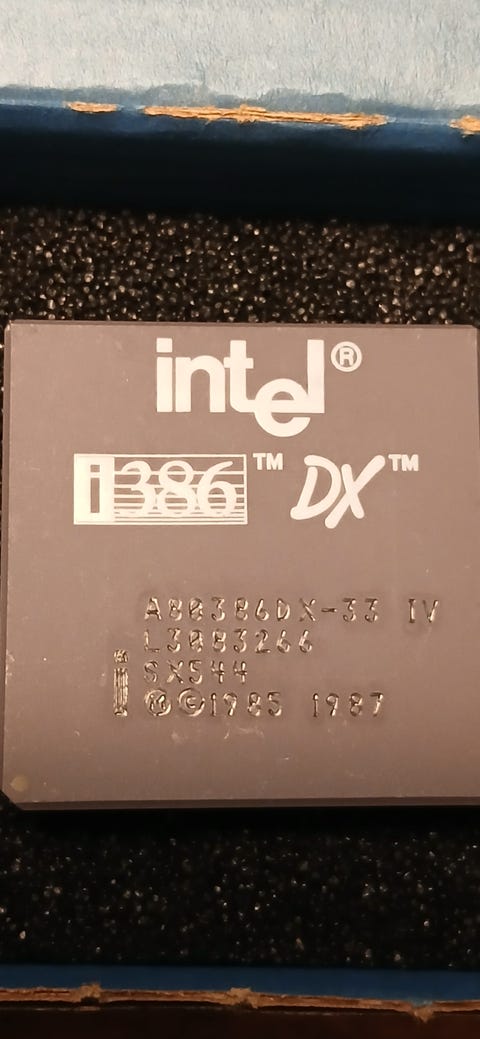 intel®
i386™ DX™
A80386DX-33 IV
L3083266
i SX544
Ⓜ©1985 1987